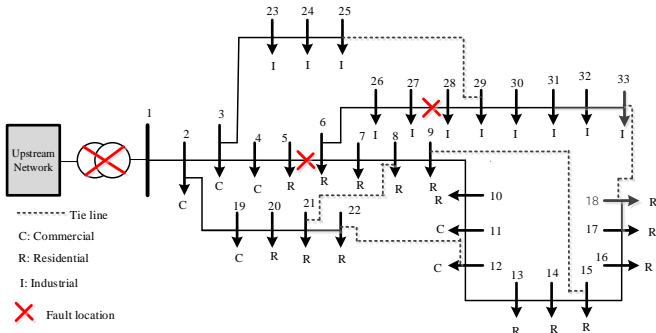 23 24 25
I I I
26 27 28 29 30 31 32 33
I I I I I I I I
1 2 3 4 5 6 7 8 9
Upstream
Network
C C C R R R R R
19 20 21 22
C R R R
10 R
11 C
12 C
13 14 15
R R R
16 R
17 R
18 R
Tie line
C: Commercial
R: Residential
I: Industrial
Fault location